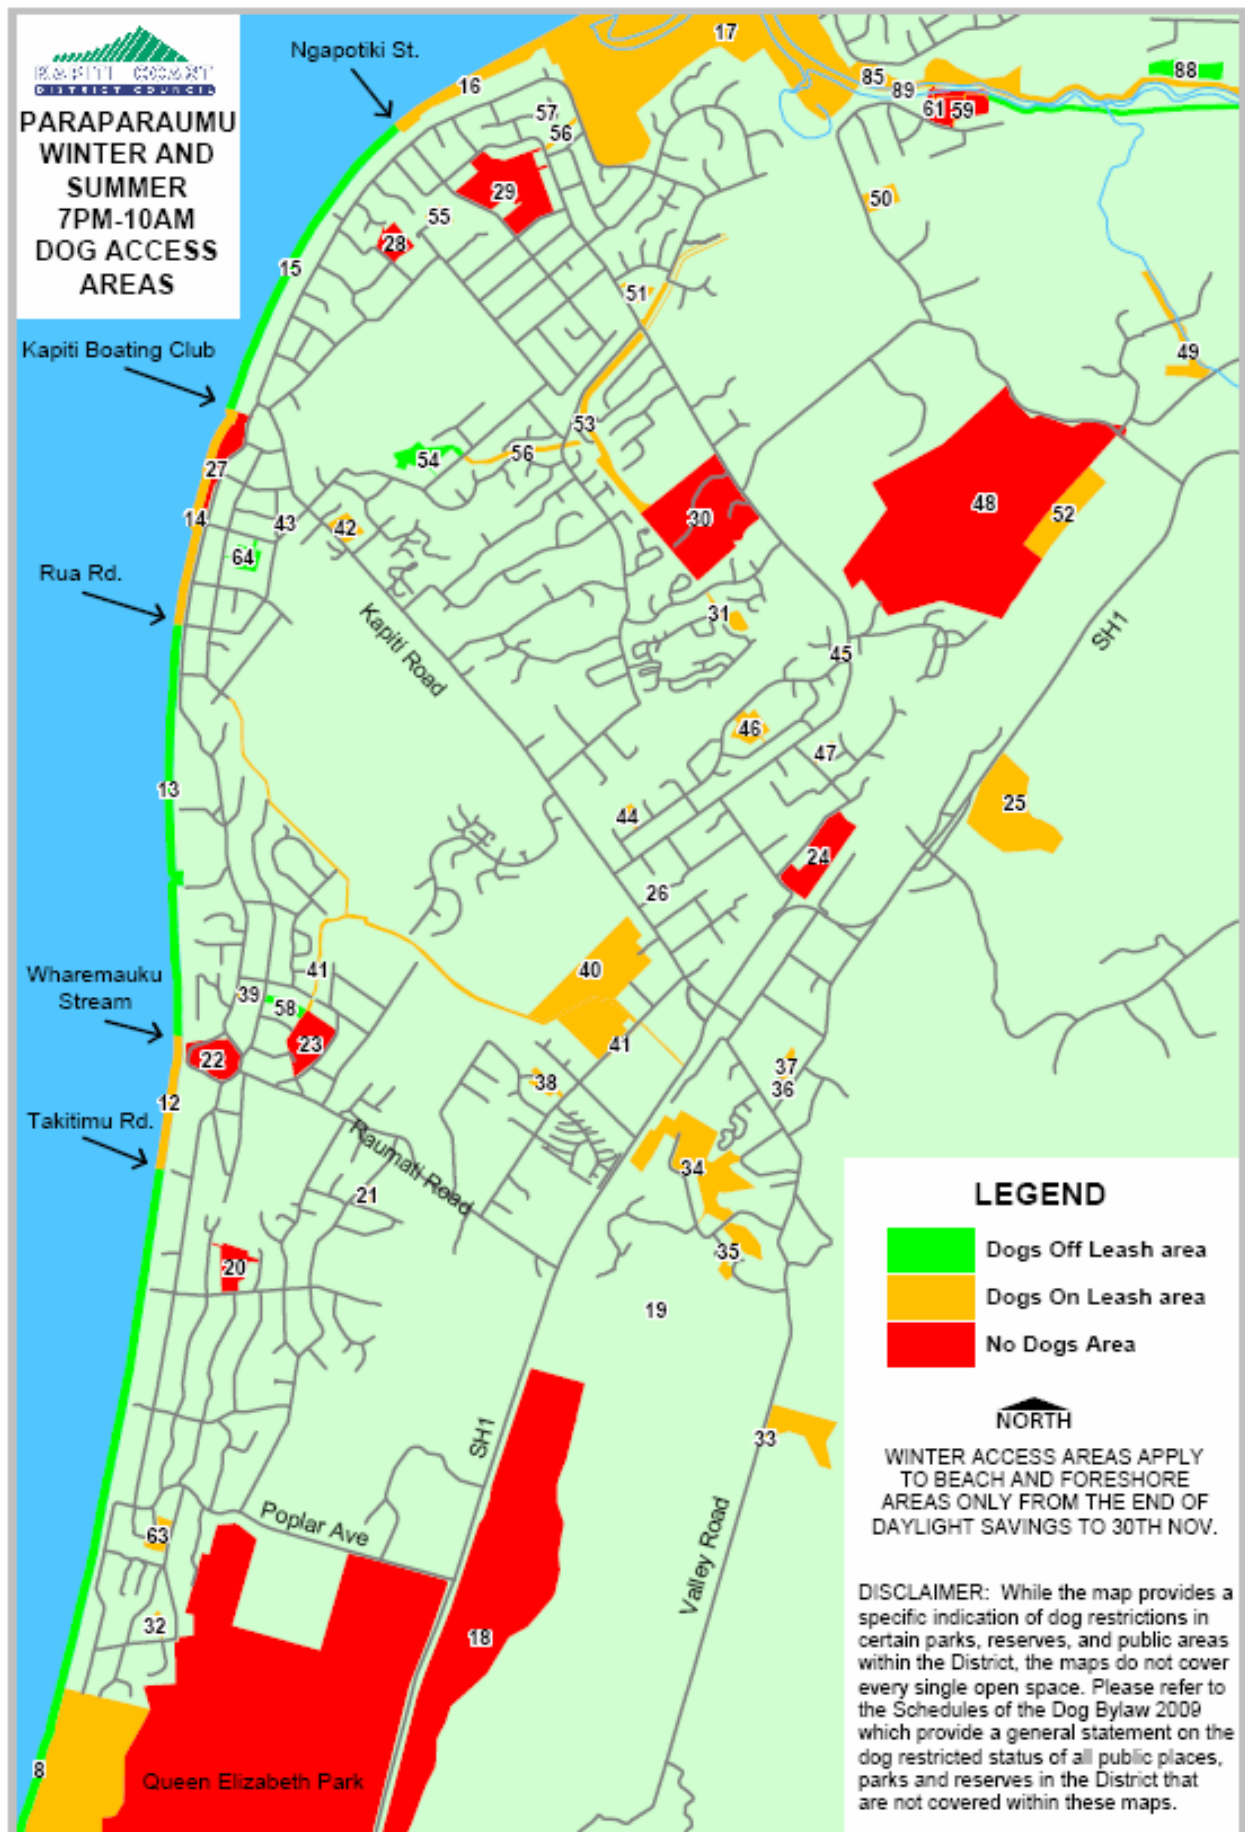 KAPITI COAST
DISTRICT COUNCIL
PARAPARAUMU
WINTER AND
SUMMER
7PM-10AM
DOG ACCESS
AREAS
Ngapotiki St.
17
16
85
89
88
57
56
61
59
29
50
55
28
15
51
Kapiti Boating Club
49
53
54
56
27
48
14
43
42
30
52
64
Rua Rd.
31
Kapiti Road
45
SH1
46
47
13
44
25
24
26
Wharemauku
Stream
41
40
39
58
23
22
41
37
36
38
12
Takitimu Rd.
Raumati Road
34
21
35
20
19
LEGEND
Dogs Off Leash area
Dogs On Leash area
No Dogs Area
NORTH
WINTER ACCESS AREAS APPLY
TO BEACH AND FORESHORE
AREAS ONLY FROM THE END OF
DAYLIGHT SAVINGS TO 30TH NOV.
SH1
33
Poplar Ave
63
Valley Road
32
18
8
Queen Elizabeth Park
DISCLAIMER: While the map provides a
specific indication of dog restrictions in
certain parks, reserves, and public areas
within the District, the maps do not cover
every single open space. Please refer to
the Schedules of the Dog Bylaw 2009
which provide a general statement on the
dog restricted status of all public places,
parks and reserves in the District that
are not covered within these maps.